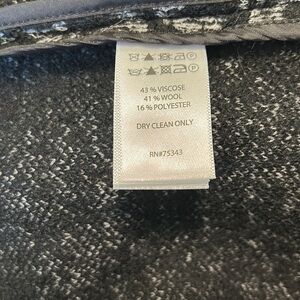 43 % VISCOSE
41 % WOOL
16 % POLYESTER
DRY CLEAN ONLY
RN#75343